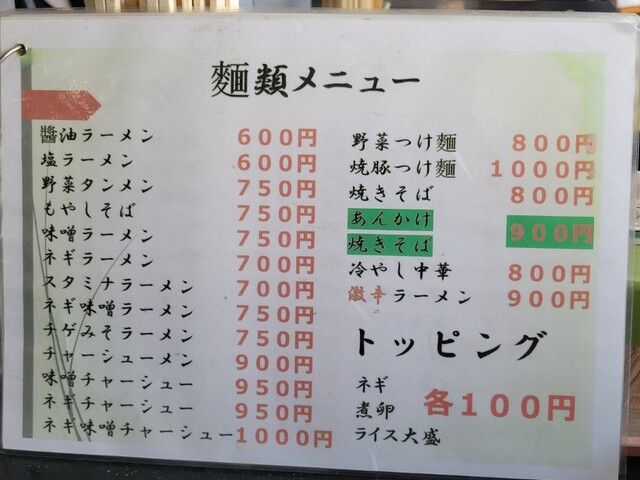 麵類メニュー
醬油ラーメン 600円
塩ラーメン 600円
野菜タンメン 750円
もやしそば 750円
味噌ラーメン 750円
ネギラーメン 700円
スタミナラーメン 700円
ネギ味噌ラーメン 750円
チゲみそラーメン 750円
チャーシューメン 900円
味噌チャーシュー 950円
ネギチャーシュー 950円
ネギ味噌チャーシュー 1000円
野菜つけ麵 800円
焼豚つけ麵 1000円
焼きそば 800円
あんかけ
焼きそば 900円
冷やし中華 800円
激辛ラーメン 900円
トッピング
ネギ
煮卵 各100円
ライス大盛